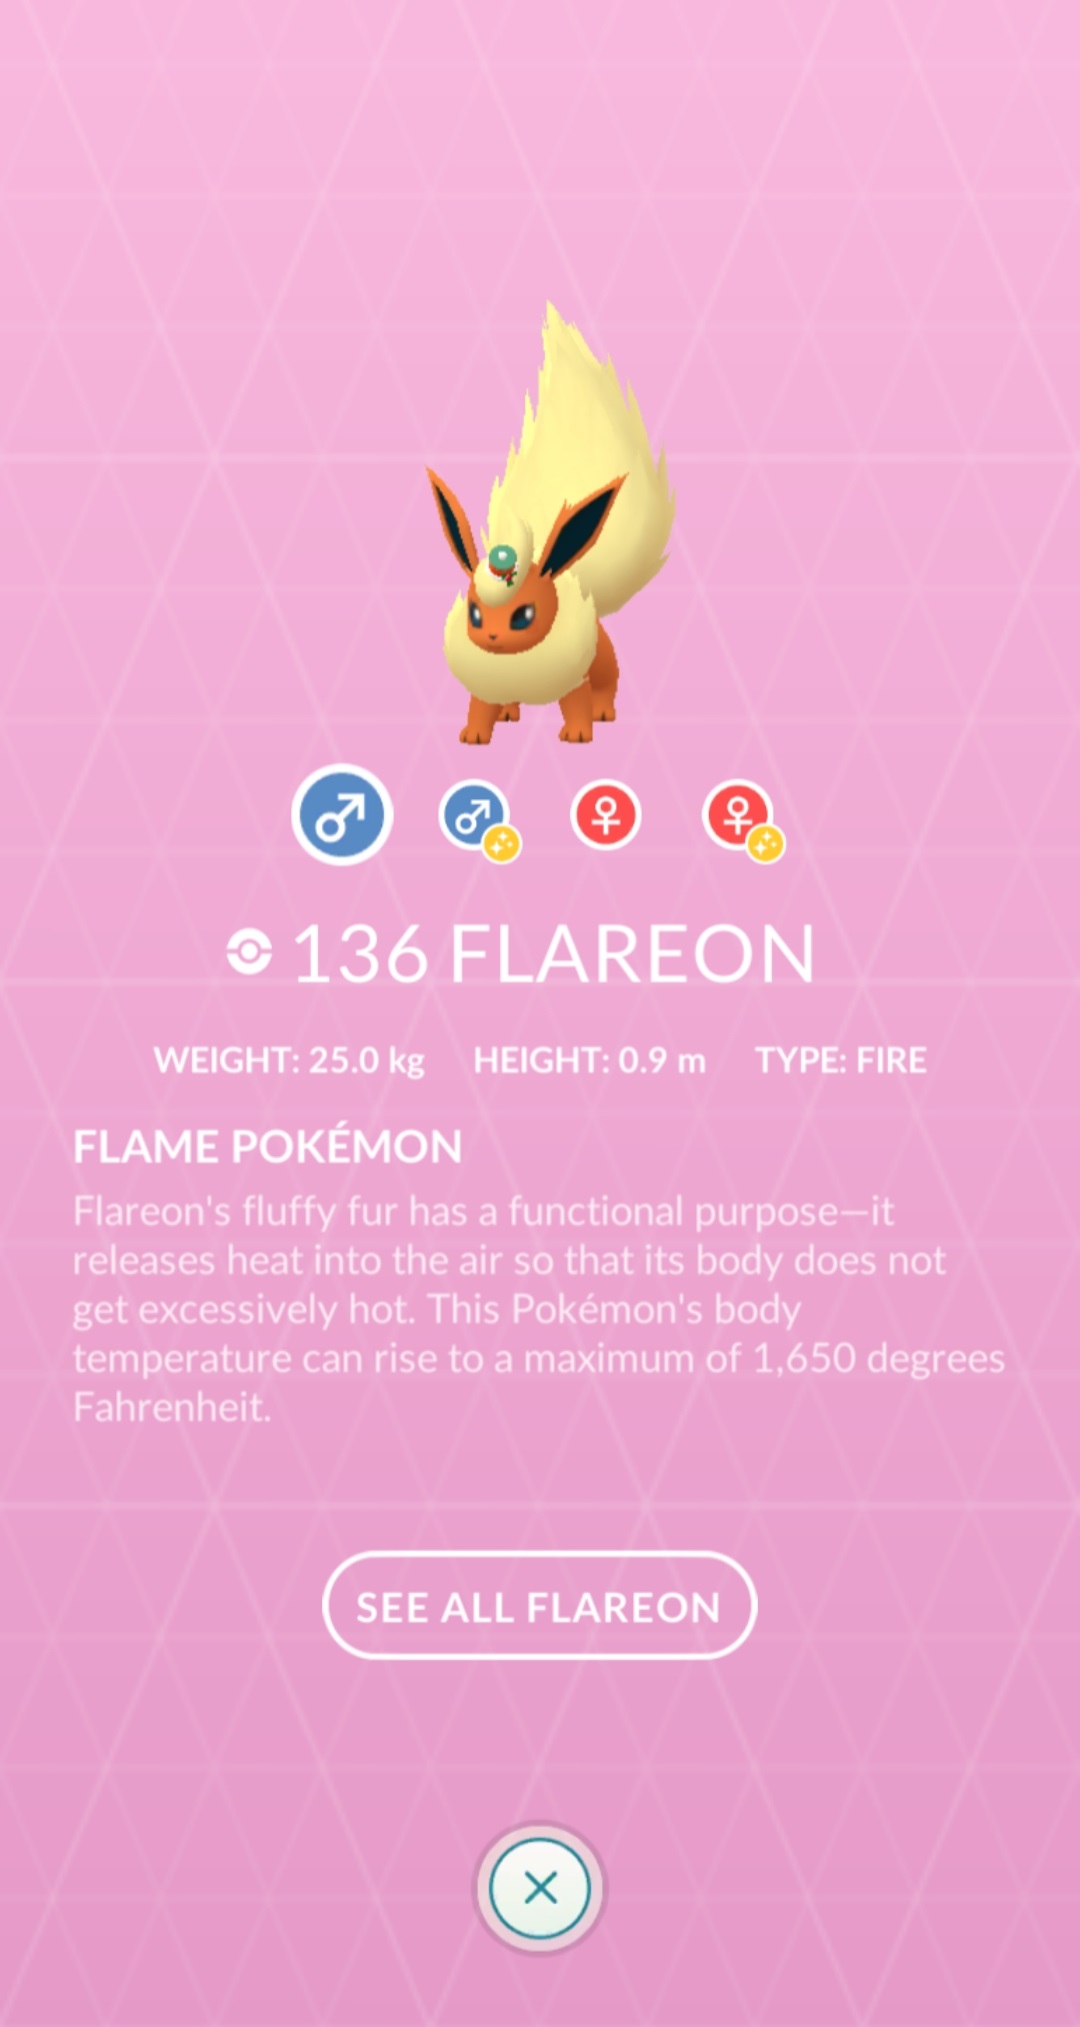 136 FLAREON
WEIGHT: 25.0 kg HEIGHT: 0.9 m TYPE: FIRE
FLAME POKÉMON
Flareon's fluffy fur has a functional purpose—it
releases heat into the air so that its body does not
get excessively hot. This Pokémon's body
temperature can rise to a maximum of 1,650 degrees
Fahrenheit.
SEE ALL FLAREON